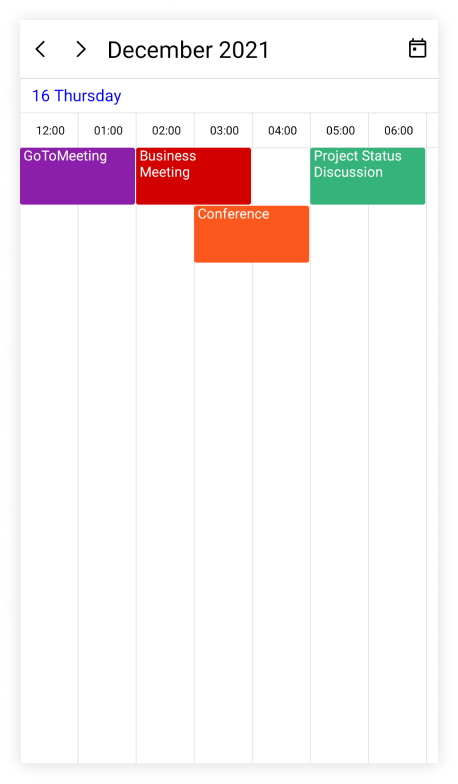 December 2021
16 Thursday
12:00 01:00 02:00 03:00 04:00 05:00 06:00
GoToMeeting
Business
Meeting
Project Status
Discussion
Conference